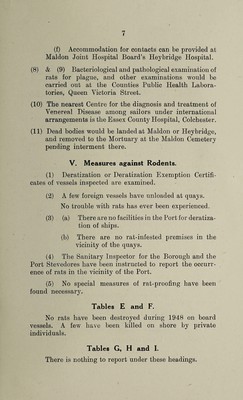 7
(f) Accommodation for contacts can be provided at
Maldon Joint Hospital Board's Heybridge Hospital.
(8) & (9) Bacteriological and pathological examination of
rats for plague, and other examinations would be
carried out at the Counties Public Health Labora-
tories, Queen Victoria Street.
(10) The nearest Centre for the diagnosis and treatment of
Venereal Disease among sailors under international
arrangements is the Essex County Hospital, Colchester.
(11) Dead bodies would be landed at Maldon or Heybridge,
and removed to the Mortuary at the Maldon Cemetery
pending interment there.
V. Measures against Rodents.
(1) Deratization or Deratization Exemption Certifi-
cates of vessels inspected are examined.
(2) A few foreign vessels have unloaded at quays.
No trouble with rats has ever been experienced.
(3) (a) There are no facilities in the Port for deratiza-
tion of ships.
(b) There are no rat-infested premises in the
vicinity of the quays.
(4) The Sanitary Inspector for the Borough and the
Port Stevedores have been instructed to report the occurr-
ence of rats in the vicinity of the Port.
(5) No special measures of rat-proofing have been
found necessary.
Tables E and F.
No rats have been destroyed during 1948 on board
vessels. A few have been killed on shore by private
individuals.
Tables G, H and I.
There is nothing to report under these headings.